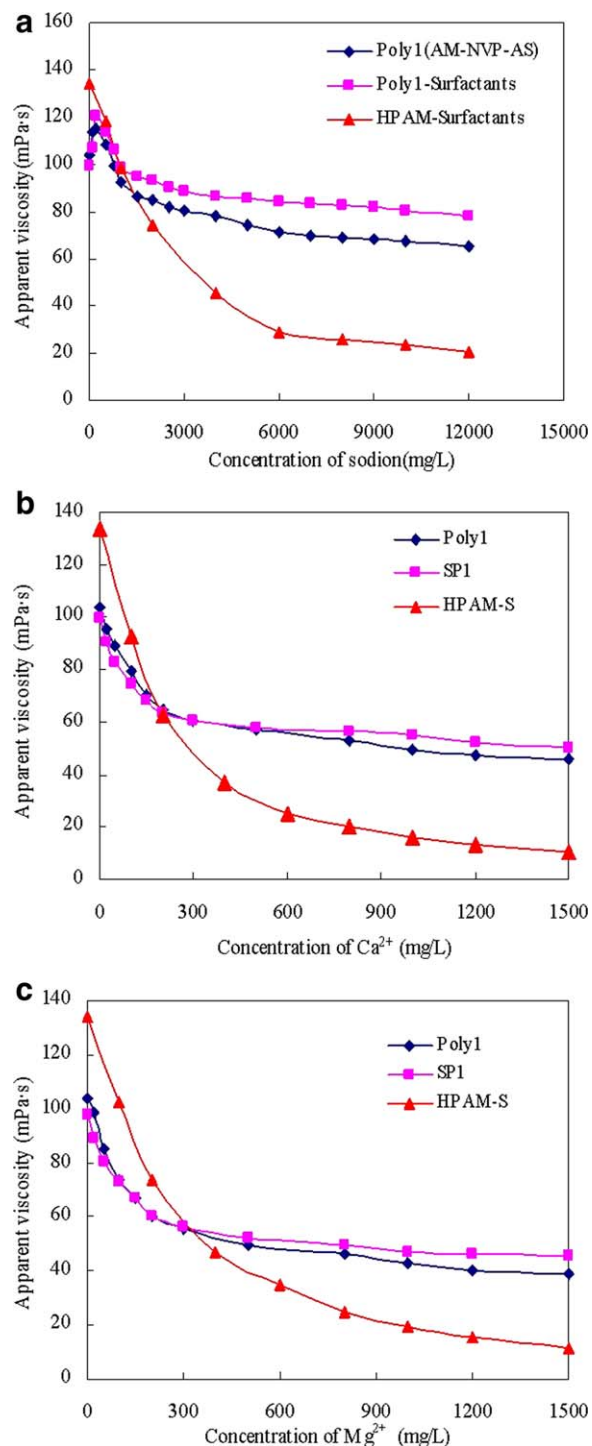 a
Poly1(AM-NVP-AS)
Poly1-Surfactants
HPAM-Surfactants
Apparent viscosity(mPa·s)
160
140
120
100
80
60
40
20
0
0 3000 6000 9000 12000 15000
Concentration of sodion(mg/L)
b
Poly1
SP1
HPAM-S
Apparent viscosity (mPa·s)
140
120
100
80
60
40
20
0
0 300 600 900 1200 1500
Concentration of Ca²⁺ (mg/L)
c
Poly1
SP1
HPAM-S
Apparent viscosity (mPa·s)
140
120
100
80
60
40
20
0
0 300 600 900 1200 1500
Concentration of Mg²⁺ (mg/L)